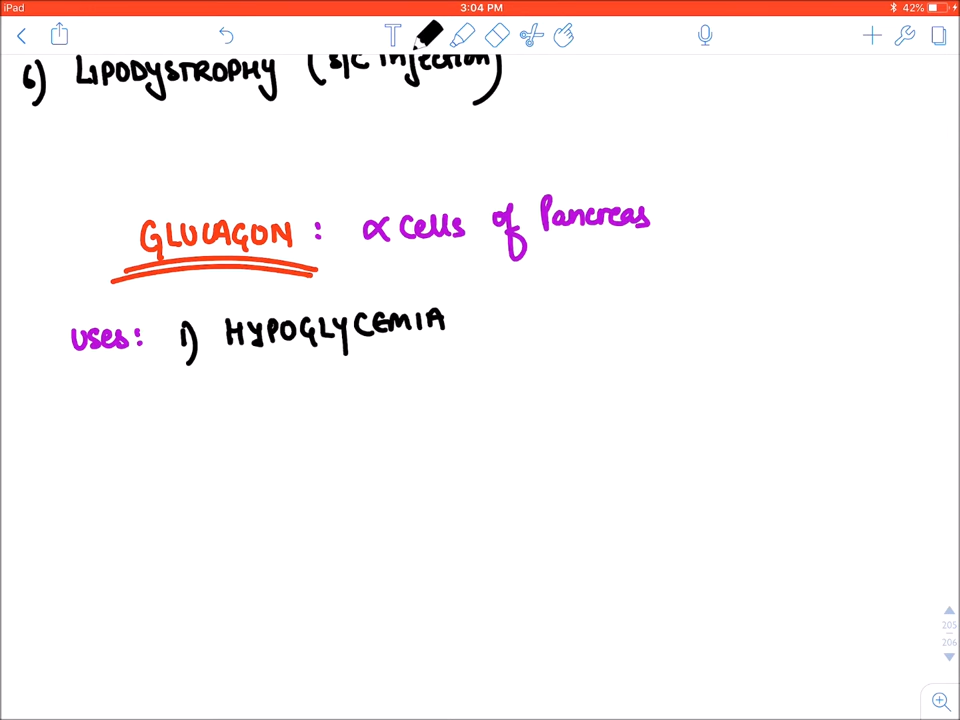 iPad 3:04 PM 42%
T
6) LIPODYSTROPHY (s/c injection)
GLUCAGON : α cells of Pancreas
Uses: 1) HYPOGLYCEMIA
205
206